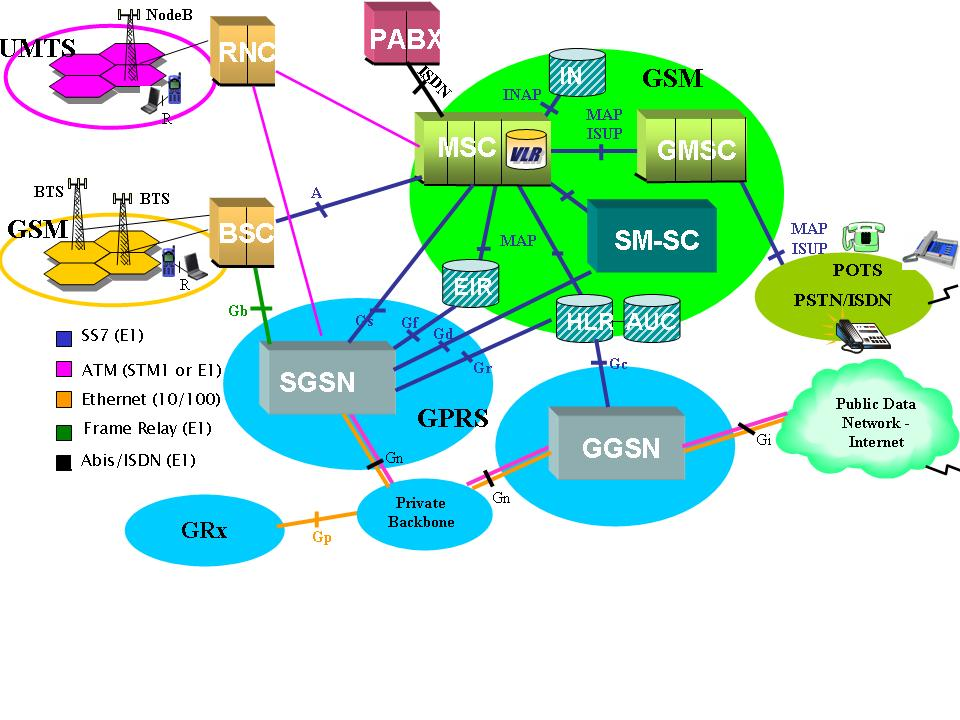 NodeB
UMTS
RNC
R
PABX
ISDN
IN
INAP
GSM
MAP
ISUP
MSC
VLR
GMSC
BTS
BTS
GSM
R
BSC
A
SM-SC
MAP
MAP
ISUP
POTS
PSTN/ISDN
EIR
HLR
AUC
Gb
Gs
Gf
Gd
Gr
Gc
SS7 (E1)
ATM (STM1 or E1)
Ethernet (10/100)
Frame Relay (E1)
Abis/ISDN (E1)
SGSN
GPRS
GGSN
Public Data
Network -
Internet
Gi
Gn
Gn
Private
Backbone
GRx
Gp